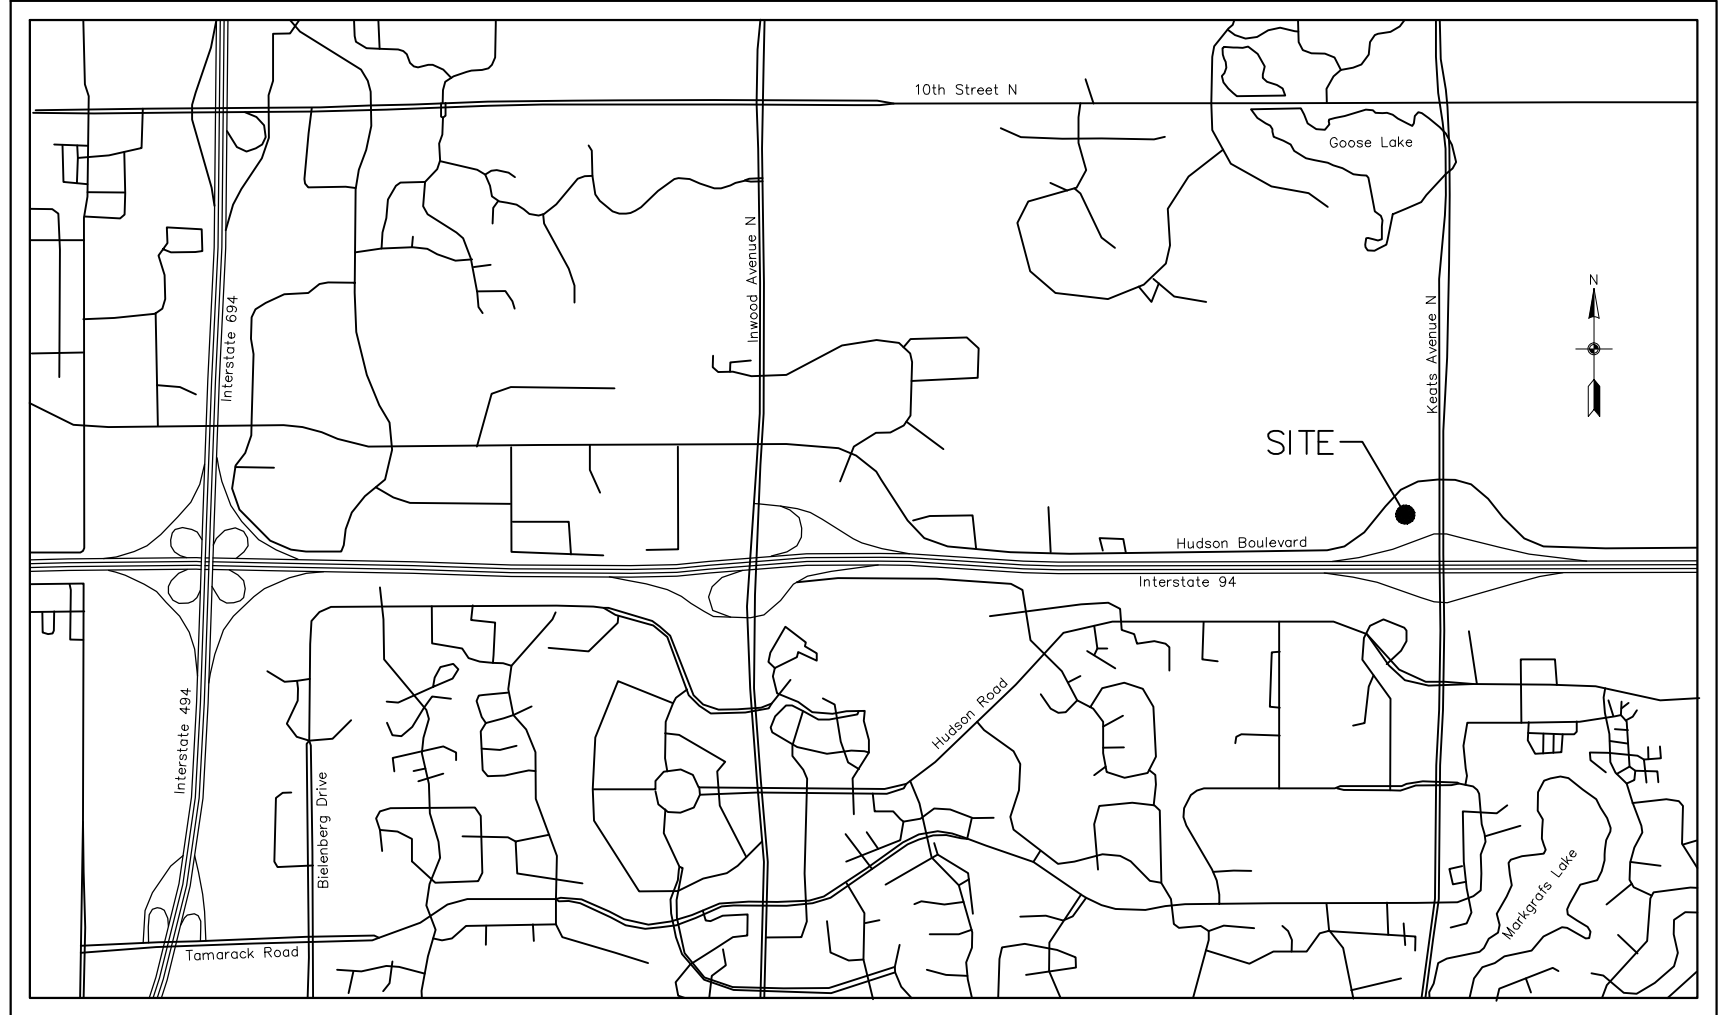 10th Street N
Goose Lake
Inwood Avenue N
N
Interstate 694
Keats Avenue N
SITE
Hudson Boulevard
Interstate 94
Interstate 494
Hudson Road
Bielenberg Drive
Markgrafs Lake
Tamarack Road